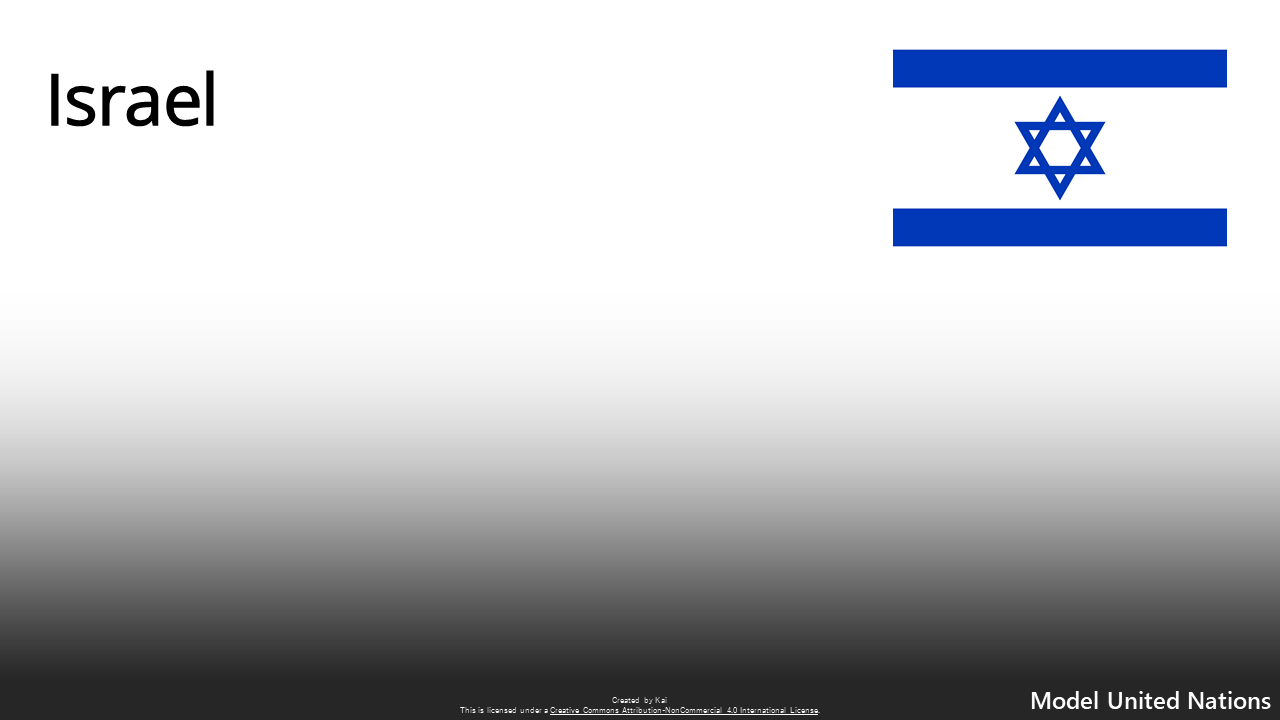 Israel
Created by Kai
This is licensed under a Creative Commons Attribution-NonCommercial 4.0 International License.
Model United Nations